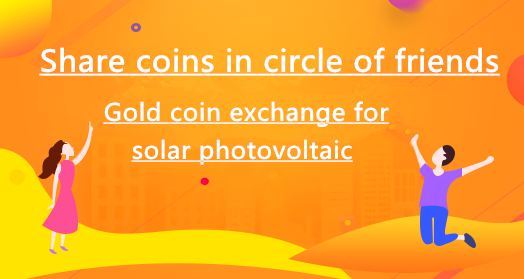 Share coins in circle of friends
Gold coin exchange for
solar photovoltaic